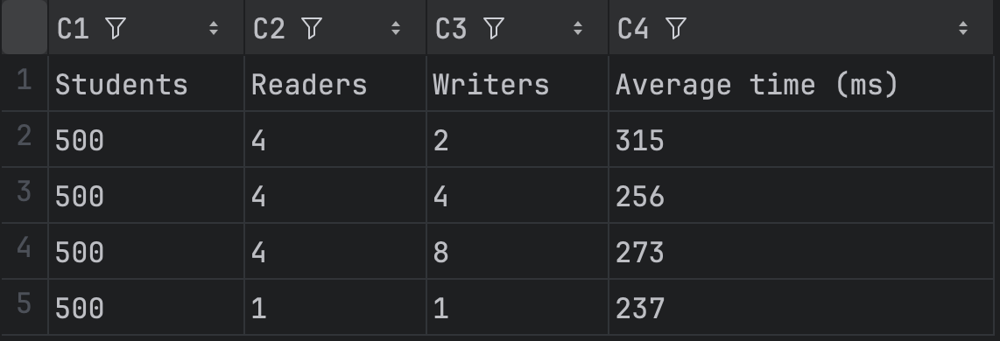 C1 C2 C3 C4
1 Students Readers Writers Average time (ms)
2 500 4 2 315
3 500 4 4 256
4 500 4 8 273
5 500 1 1 237